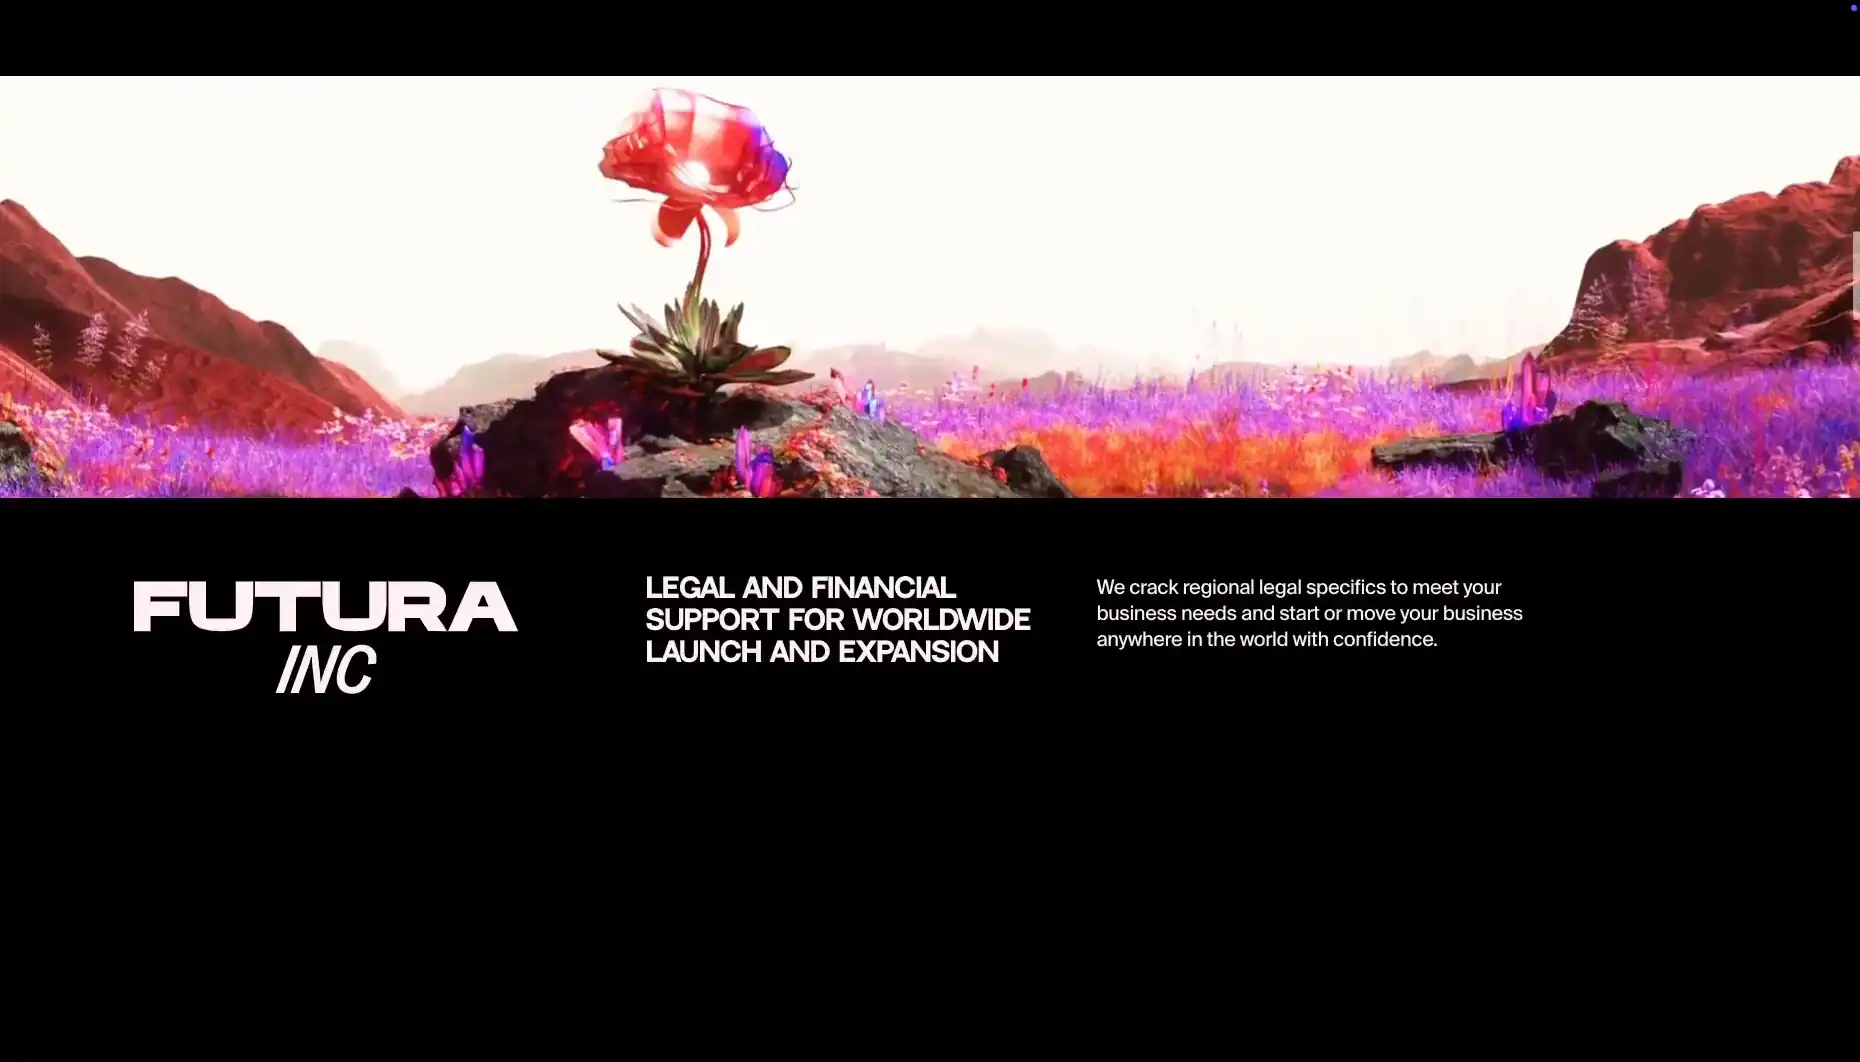 FUTURA
INC
LEGAL AND FINANCIAL
SUPPORT FOR WORLDWIDE
LAUNCH AND EXPANSION
We crack regional legal specifics to meet your
business needs and start or move your business
anywhere in the world with confidence.